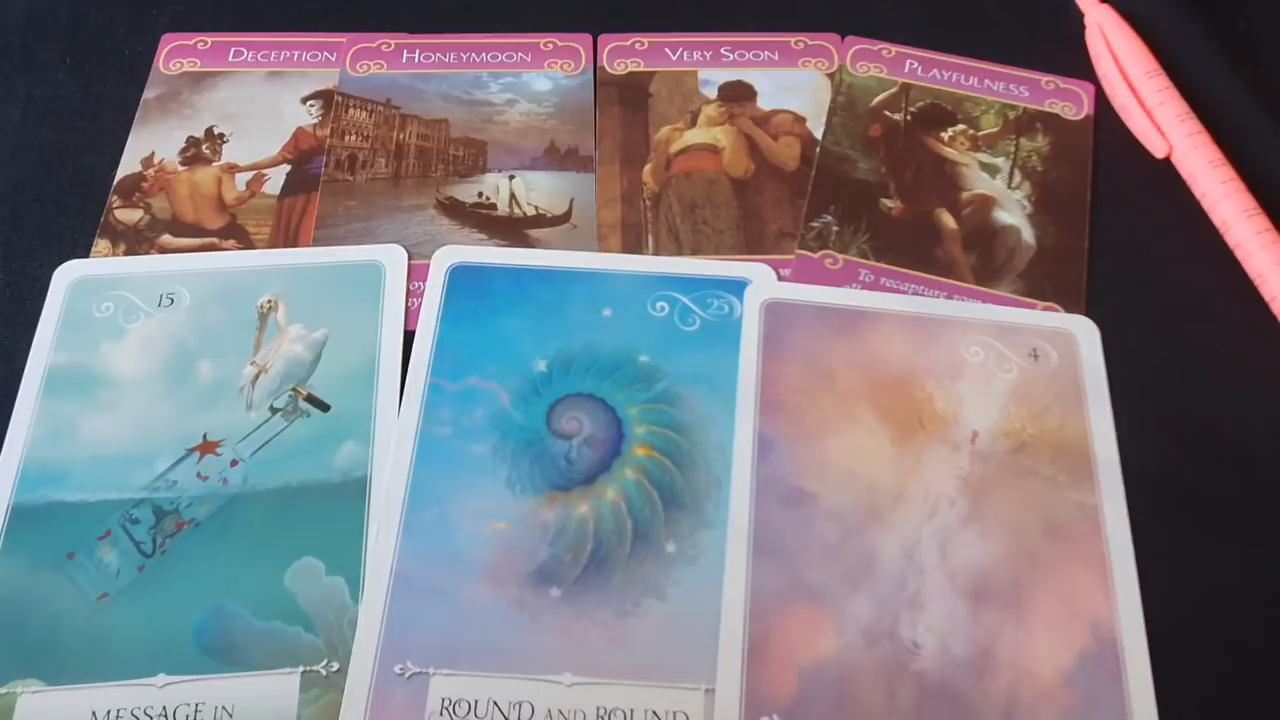 DECEPTION
HONEYMOON
VERY SOON
PLAYFULNESS
To recapture
15
25
4
MESSAGE IN
ROUND AND ROUND